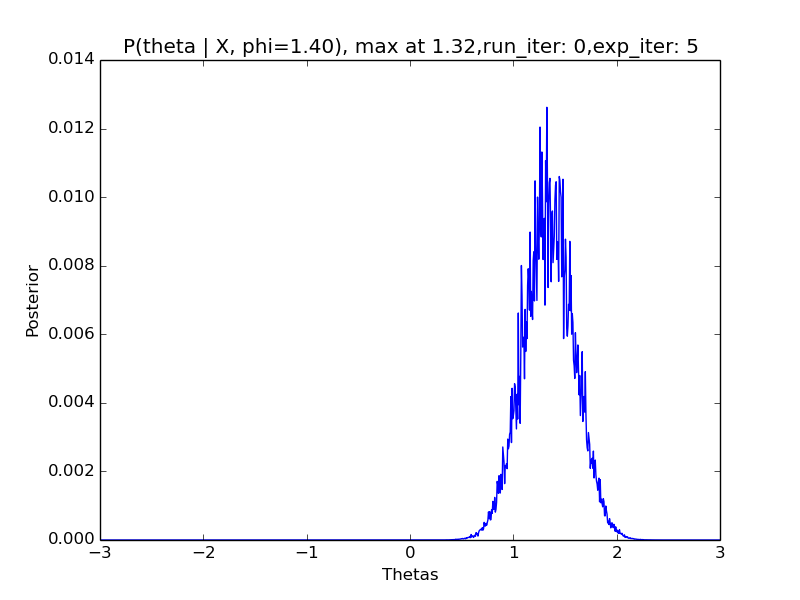 P(theta | X, phi=1.40), max at 1.32,run_iter: 0,exp_iter: 5
0.014
0.012
0.010
0.008
0.006
0.004
0.002
0.000
Posterior
−3 −2 −1 0 1 2 3
Thetas